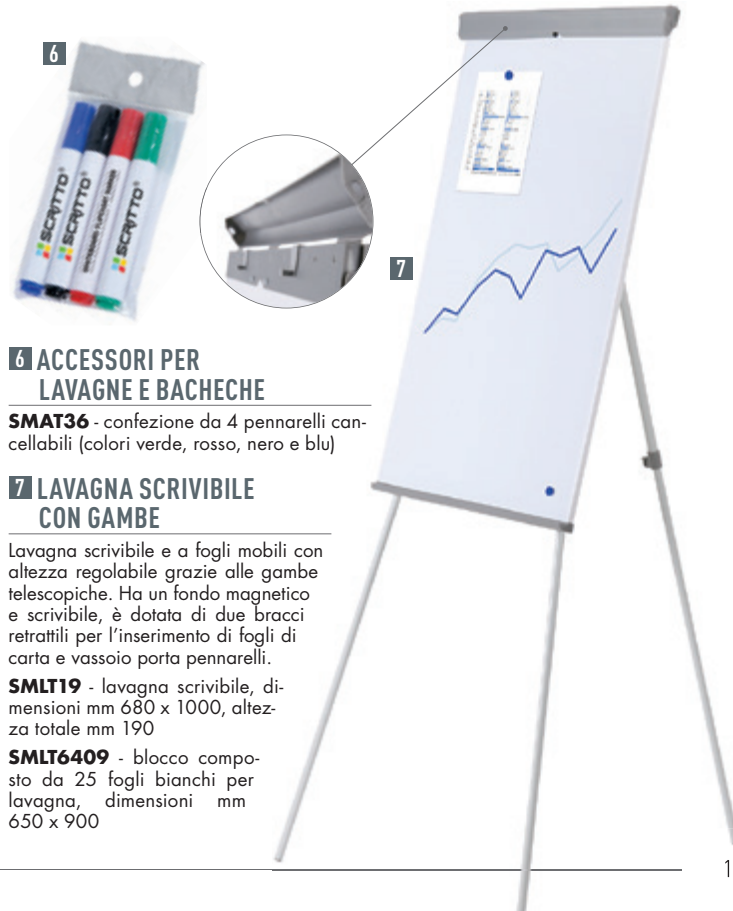 6
SCRITTO®
SCRITTO®
WHITEBOARD FLIPCHART MARKER
SCRITTO®
7
6 ACCESSORI PER
LAVAGNE E BACHECHE
SMAT36 - confezione da 4 pennarelli can-
cellabili (colori verde, rosso, nero e blu)
7 LAVAGNA SCRIVIBILE
CON GAMBE
Lavagna scrivibile e a fogli mobili con
altezza regolabile grazie alle gambe
telescopiche. Ha un fondo magnetico
e scrivibile, è dotata di due bracci
retrattili per l'inserimento di fogli di
carta e vassoio porta pennarelli.
SMLT19 - lavagna scrivibile, di-
mensioni mm 680 x 1000, altez-
za totale mm 190
SMLT6409 - blocco compo-
sto da 25 fogli bianchi per
lavagna, dimensioni mm
650 x 900
1